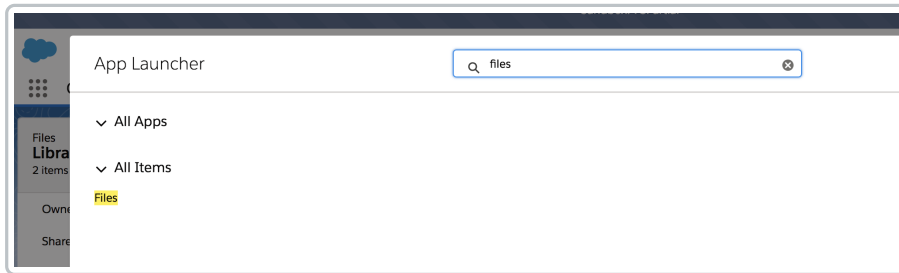 App Launcher
files
All Apps
Files
Libra
2 items
All Items
Files
Owne
Share